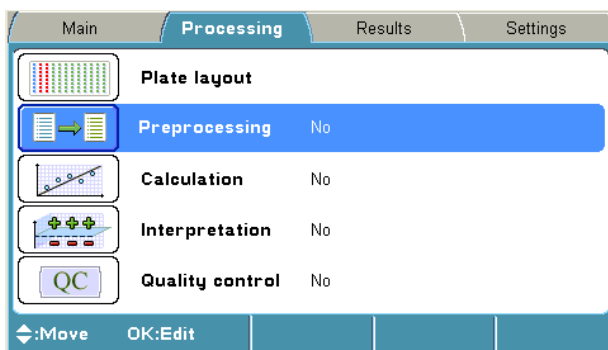 Main Processing Results Settings
Plate layout
Preprocessing No
Calculation No
Interpretation No
QC Quality control No
:Move OK:Edit